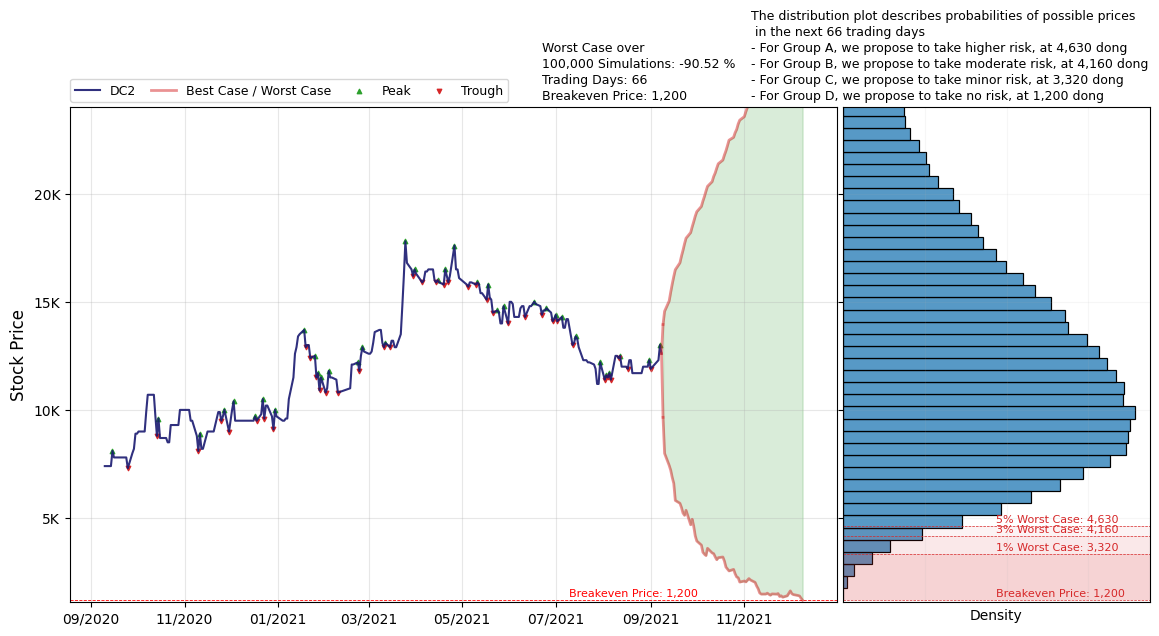 The distribution plot describes probabilities of possible prices
in the next 66 trading days
- For Group A, we propose to take higher risk, at 4,630 dong
- For Group B, we propose to take moderate risk, at 4,160 dong
- For Group C, we propose to take minor risk, at 3,320 dong
- For Group D, we propose to take no risk, at 1,200 dong
Worst Case over
100,000 Simulations: -90.52 %
Trading Days: 66
Breakeven Price: 1,200
DC2 Best Case / Worst Case Peak Trough
Stock Price
20K
15K
10K
5K
Breakeven Price: 1,200
09/2020 11/2020 01/2021 03/2021 05/2021 07/2021 09/2021 11/2021
5% Worst Case: 4,630
3% Worst Case: 4,160
1% Worst Case: 3,320
Breakeven Price: 1,200
Density